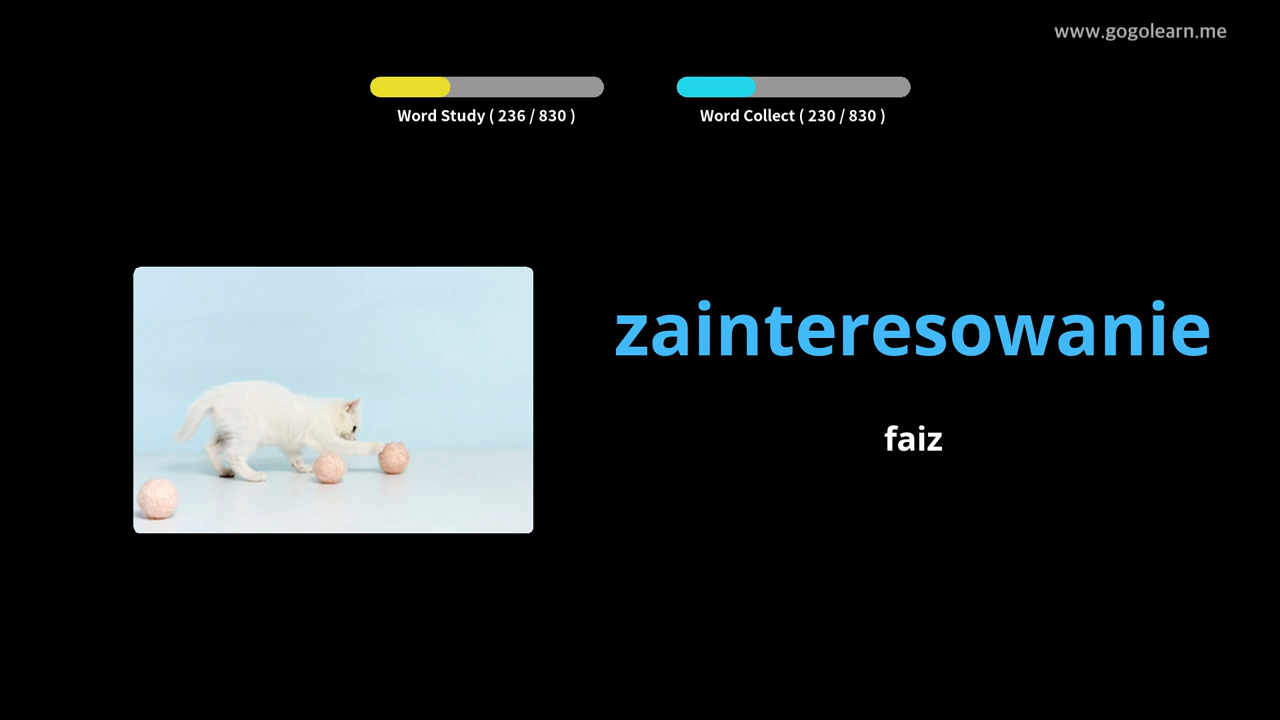 www.gogolearn.me
Word Study ( 236 / 830 )
Word Collect ( 230 / 830 )
zainteresowanie
faiz